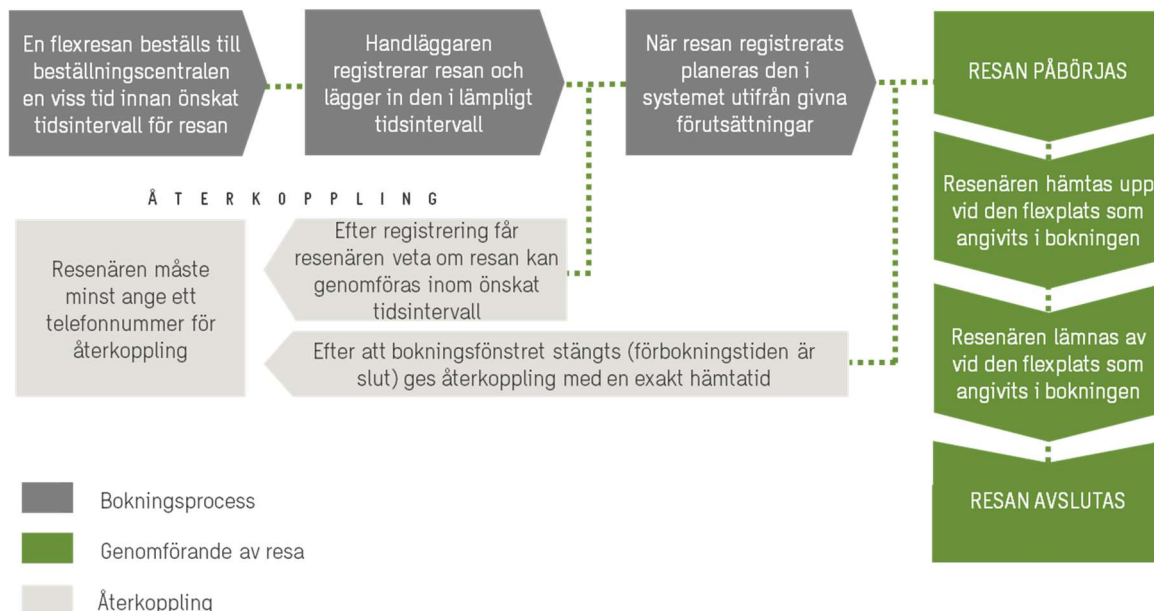 En flexresan beställs till
beställningscentralen
en viss tid innan önskat
tidsintervall för resan
Handläggaren
registrerar resan och
lägger in den i lämpligt
tidsintervall
När resan registrerats
planeras den i
systemet utifrån givna
förutsättningar
RESAN PÅBÖRJAS
Resenären hämtas upp
vid den flexplats som
angivits i bokningen
Resenären lämnas av
vid den flexplats som
angivits i bokningen
RESAN AVSLUTAS
ÅTERKOPPLING
Efter registrering får
resenären veta om resan kan
genomföras inom önskat
tidsintervall
Resenären måste
minst ange ett
telefonnummer för
återkoppling
Efter att bokningsfönstret stängts (förbokningstiden är
slut) ges återkoppling med en exakt hämtatid
Bokningsprocess
Genomförande av resa
Återkoppling